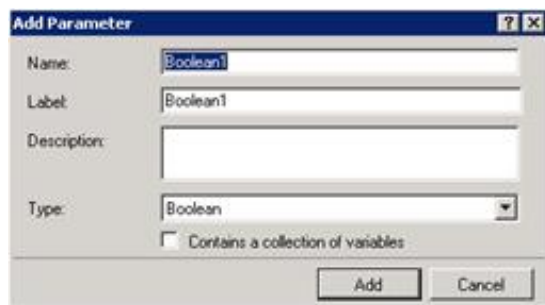 Add Parameter
Name: Boolean1
Label: Boolean1
Description:
Type: Boolean
Contains a collection of variables
Add Cancel